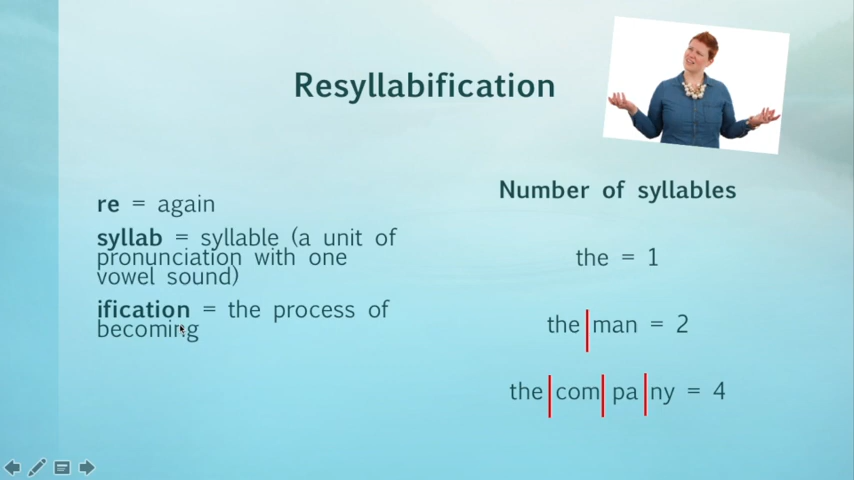 Resyllabification
re = again
syllab = syllable (a unit of
pronunciation with one
vowel sound)
ification = the process of
becoming
Number of syllables
the = 1
the|man = 2
the|com|pa|ny = 4